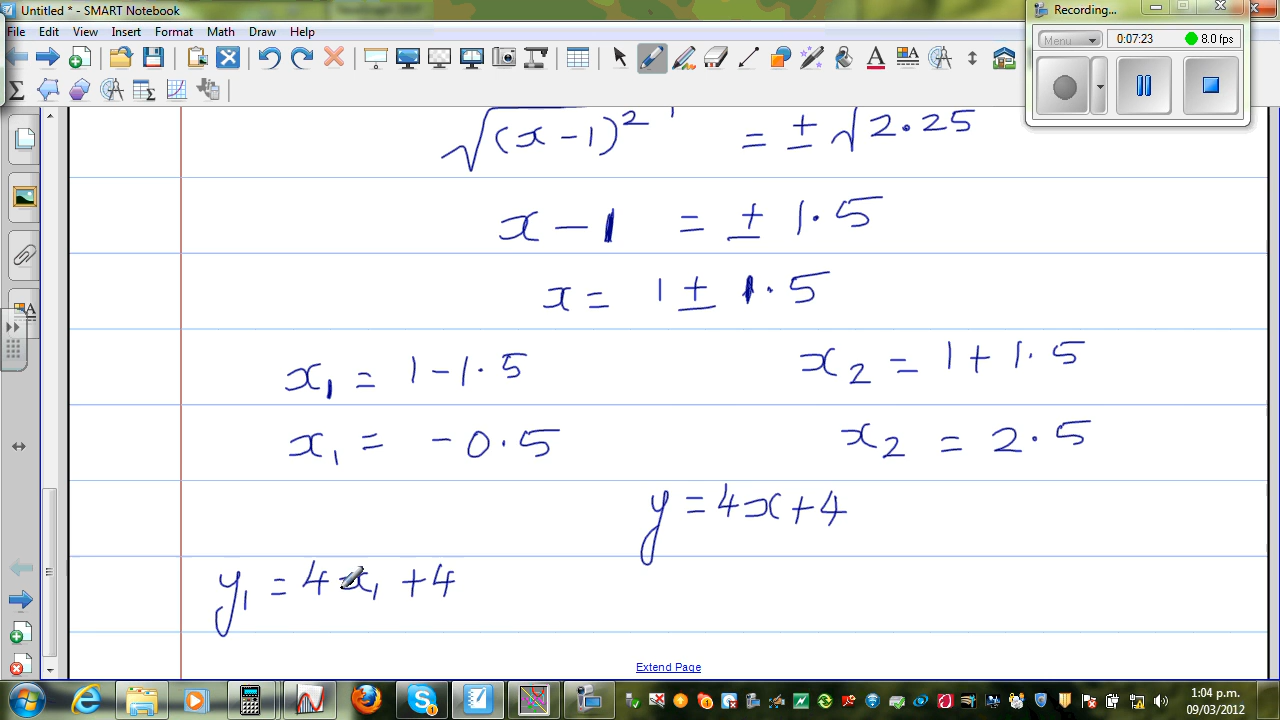 Untitled * - SMART Notebook
Recording...
File Edit View Insert Format Math Draw Help
Menu 0:07:23 8.0 fps
√(x-1)² = ± √2.25
x - 1 = ± 1.5
x = 1 ± 1.5
x₁ = 1 - 1.5 x₂ = 1 + 1.5
x₁ = -0.5 x₂ = 2.5
y = 4x + 4
y₁ = 4x₁ + 4
Extend Page
1:04 p.m.
09/03/2012